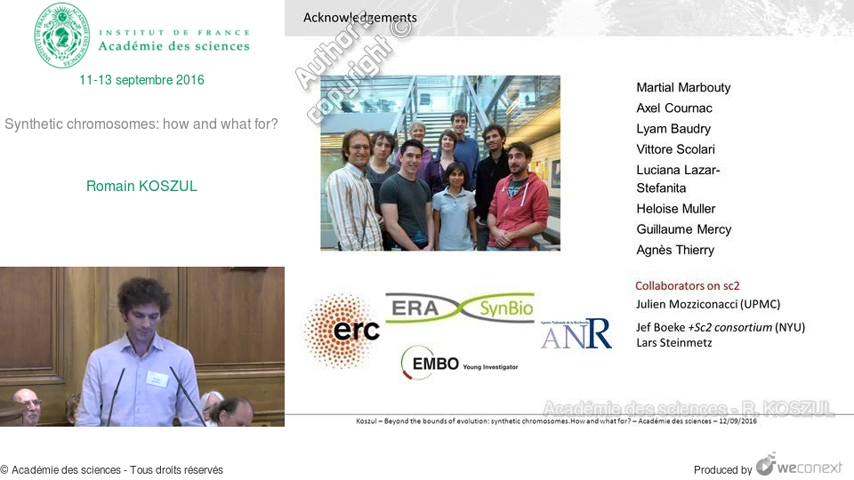 INSTITUT DE FRANCE
Académie des sciences
11-13 septembre 2016
Synthetic chromosomes: how and what for?
Romain KOSZUL
Acknowledgements
Author's
copyright ©
Martial Marbouty
Axel Cournac
Lyam Baudry
Vittore Scolari
Luciana Lazar-
Stefanita
Heloise Muller
Guillaume Mercy
Agnès Thierry
Collaborators on sc2
Julien Mozziconacci (UPMC)
Jef Boeke +Sc2 consortium (NYU)
Lars Steinmetz
erc
ERA SynBio
ANR
EMBO Young Investigator
Académie des sciences - R. KOSZUL
Koszul – Beyond the bounds of evolution: synthetic chromosomes.How and what for? – Académie des sciences – 12/09/2016
© Académie des sciences - Tous droits réservés
Produced by weconext